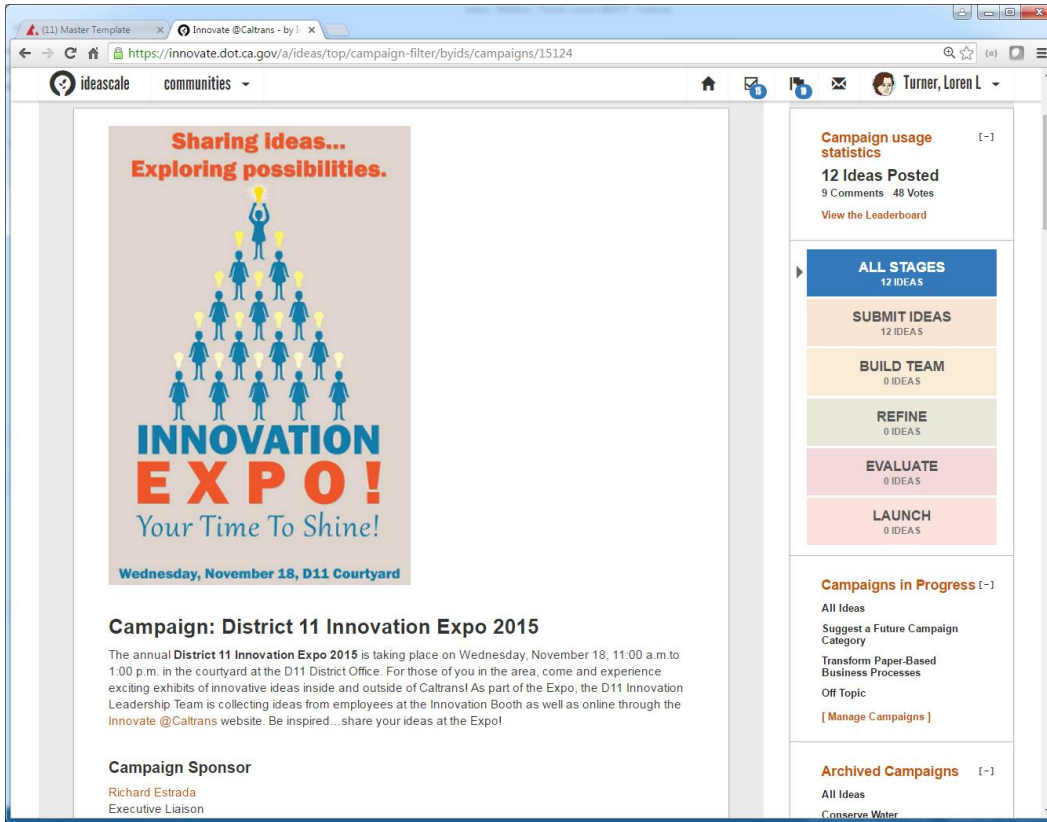 (11) Master Template
Innovate @Caltrans - by I
https://innovate.dot.ca.gov/a/ideas/top/campaign-filter/byids/campaigns/15124
ideascale communities
Turner, Loren L
Sharing ideas...
Exploring possibilities.
INNOVATION
EXPO!
Your Time To Shine!
Wednesday, November 18, D11 Courtyard
Campaign: District 11 Innovation Expo 2015
The annual District 11 Innovation Expo 2015 is taking place on Wednesday, November 18, 11:00 a.m.to
1:00 p.m. in the courtyard at the D11 District Office. For those of you in the area, come and experience
exciting exhibits of innovative ideas inside and outside of Caltrans! As part of the Expo, the D11 Innovation
Leadership Team is collecting ideas from employees at the Innovation Booth as well as online through the
Innovate @Caltrans website. Be inspired…share your ideas at the Expo!
Campaign Sponsor
Richard Estrada
Executive Liaison
Campaign usage [-]
statistics
12 Ideas Posted
9 Comments 48 Votes
View the Leaderboard
ALL STAGES
12 IDEAS
SUBMIT IDEAS
12 IDEAS
BUILD TEAM
0 IDEAS
REFINE
0 IDEAS
EVALUATE
0 IDEAS
LAUNCH
0 IDEAS
Campaigns in Progress [-]
All Ideas
Suggest a Future Campaign
Category
Transform Paper-Based
Business Processes
Off Topic
[ Manage Campaigns ]
Archived Campaigns [-]
All Ideas
Conserve Water